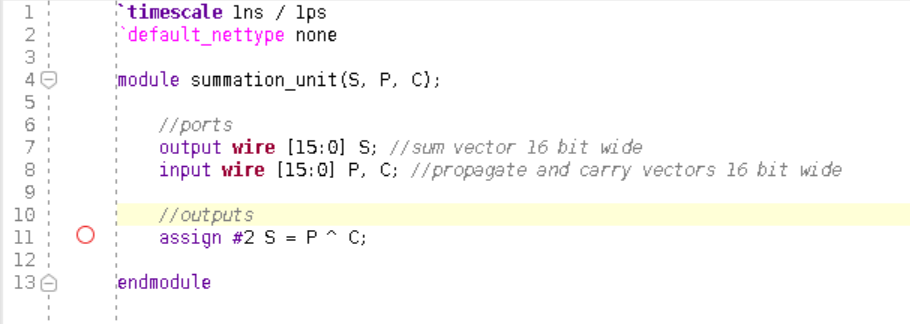 1 `timescale 1ns / 1ps
2 `default_nettype none
3
4 module summation_unit(S, P, C);
5
6 //ports
7 output wire [15:0] S; //sum vector 16 bit wide
8 input wire [15:0] P, C; //propagate and carry vectors 16 bit wide
9
10 //outputs
11 assign #2 S = P ^ C;
12
13 endmodule